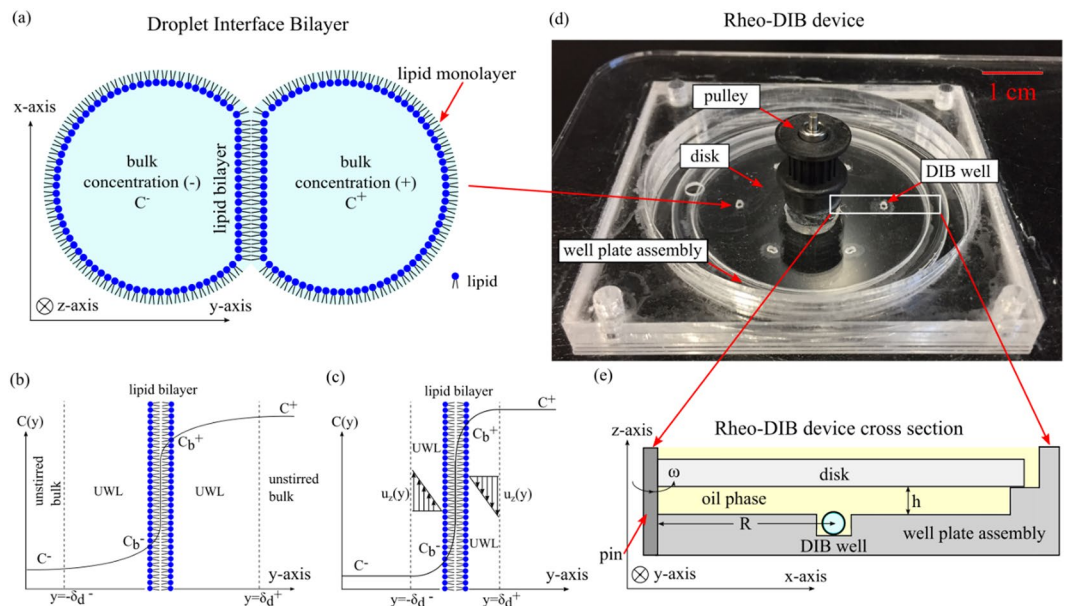 (a)
Droplet Interface Bilayer
x-axis
lipid monolayer
bulk
concentration (-)
C-
lipid bilayer
bulk
concentration (+)
C+
lipid
z-axis
y-axis
(d)
Rheo-DIB device
1 cm
pulley
disk
DIB well
well plate assembly
(b)
lipid bilayer
C(y)
C+
Cb+
unstirred
bulk
UWL
UWL
unstirred
bulk
C-
Cb-
y-axis
y=-δd-
y=δd+
(c)
lipid bilayer
C(y)
C+
Cb+
UWL
uz(y)
uz(y)
Cb-
UWL
C-
y-axis
y=-δd-
y=δd+
(e)
Rheo-DIB device cross section
z-axis
ω
disk
oil phase
h
R
well plate assembly
DIB well
pin
y-axis
x-axis